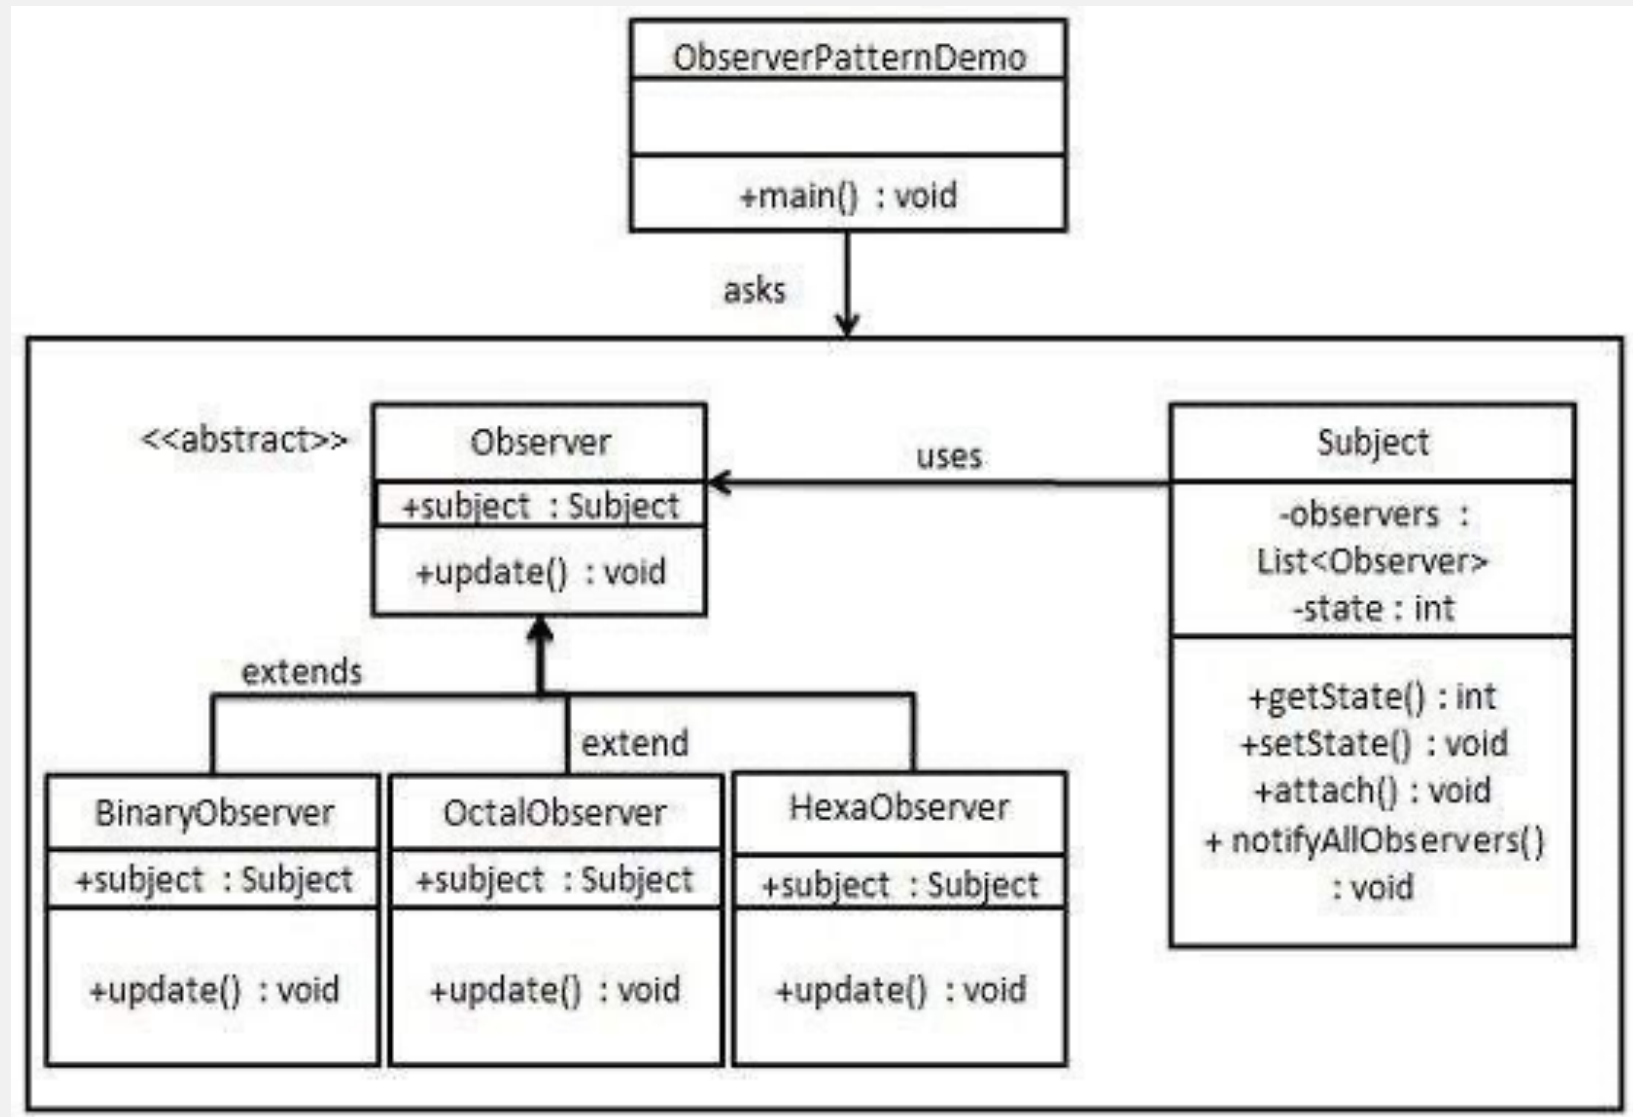 ObserverPatternDemo
+main() : void
asks
<<abstract>>
Observer
+subject : Subject
+update() : void
uses
Subject
-observers :
List<Observer>
-state : int
+getState() : int
+setState() : void
+attach() : void
+ notifyAllObservers()
: void
extends
extend
BinaryObserver
+subject : Subject
+update() : void
OctalObserver
+subject : Subject
+update() : void
HexaObserver
+subject : Subject
+update() : void